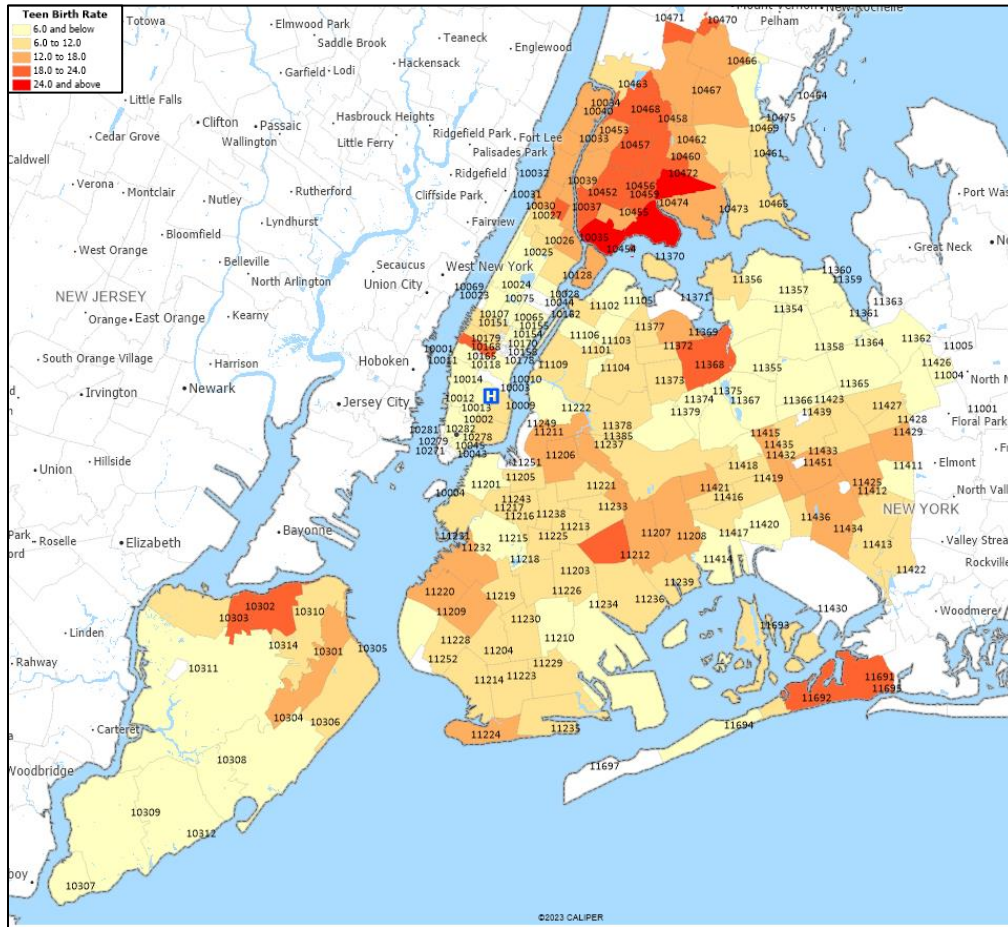 Teen Birth Rate
6.0 and below
6.0 to 12.0
12.0 to 18.0
18.0 to 24.0
24.0 and above
Totowa
Elmwood Park
Saddle Brook
Teaneck
Englewood
10471
10470
Pelham
Garfield
Lodi
Hackensack
10466
Little Falls
10463
10467
10464
Cedar Grove
Clifton
Passaic
Hasbrouck Heights
10034
10040
10468
10458
10475
Wallington
Ridgefield Park
Fort Lee
10033
10453
10469
Little Ferry
Palisades Park
10457
10462
Caldwell
10460
10461
Verona
Montclair
Rutherford
Ridgefield
10032
10472
Cliffside Park
10031
10039
10452
10456
10459
Nutley
Lyndhurst
Fairview
10030
10027
10037
10455
10474
10473
10465
West Orange
Bloomfield
10026
10035
10454
Great Neck
Belleville
Secaucus
West New York
10025
11370
North Arlington
Union City
10128
11360
11359
NEW JERSEY
10069
10023
10024
10075
10028
10044
10162
11102
11105
11371
11356
11357
11354
11363
11361
Orange
East Orange
Kearny
10107
10151
10065
11106
11377
11369
South Orange Village
Harrison
Hoboken
10001
10011
10179
10168
10165
10118
10154
10170
10158
10178
11103
11101
11372
11358
11364
11362
11005
11109
11104
11368
11355
11426
11004
Irvington
Newark
Jersey City
10014
10010
10003
11373
11375
11374
11367
11365
North
H
10012
10013
10009
11222
11379
11366
11423
11439
11427
11001
Floral Park
10002
10282
10281
10279
10271
10278
10045
10043
11249
11211
11378
11385
11237
11415
11435
11432
11433
11451
11428
11429
Union
Hillside
11206
11251
11205
11201
11418
11419
11411
Elmont
10004
11221
11421
11416
11425
11412
Bayonne
11243
11217
11216
11238
11233
NEW YORK
Park
Roselle
Elizabeth
11231
11232
11215
11213
11225
11207
11208
11420
11417
11436
11434
11218
11212
11414
11413
11203
11422
11220
11219
11226
11239
11236
10302
10310
11209
11234
11430
Woodmere
Linden
10303
11230
11693
10314
10301
10305
11228
11210
Rahway
10311
11252
11204
11229
11691
11214
11223
11692
10304
10306
11694
Carteret
11224
11235
Woodbridge
10308
11697
10309
10312
10307
©2023 CALIPER